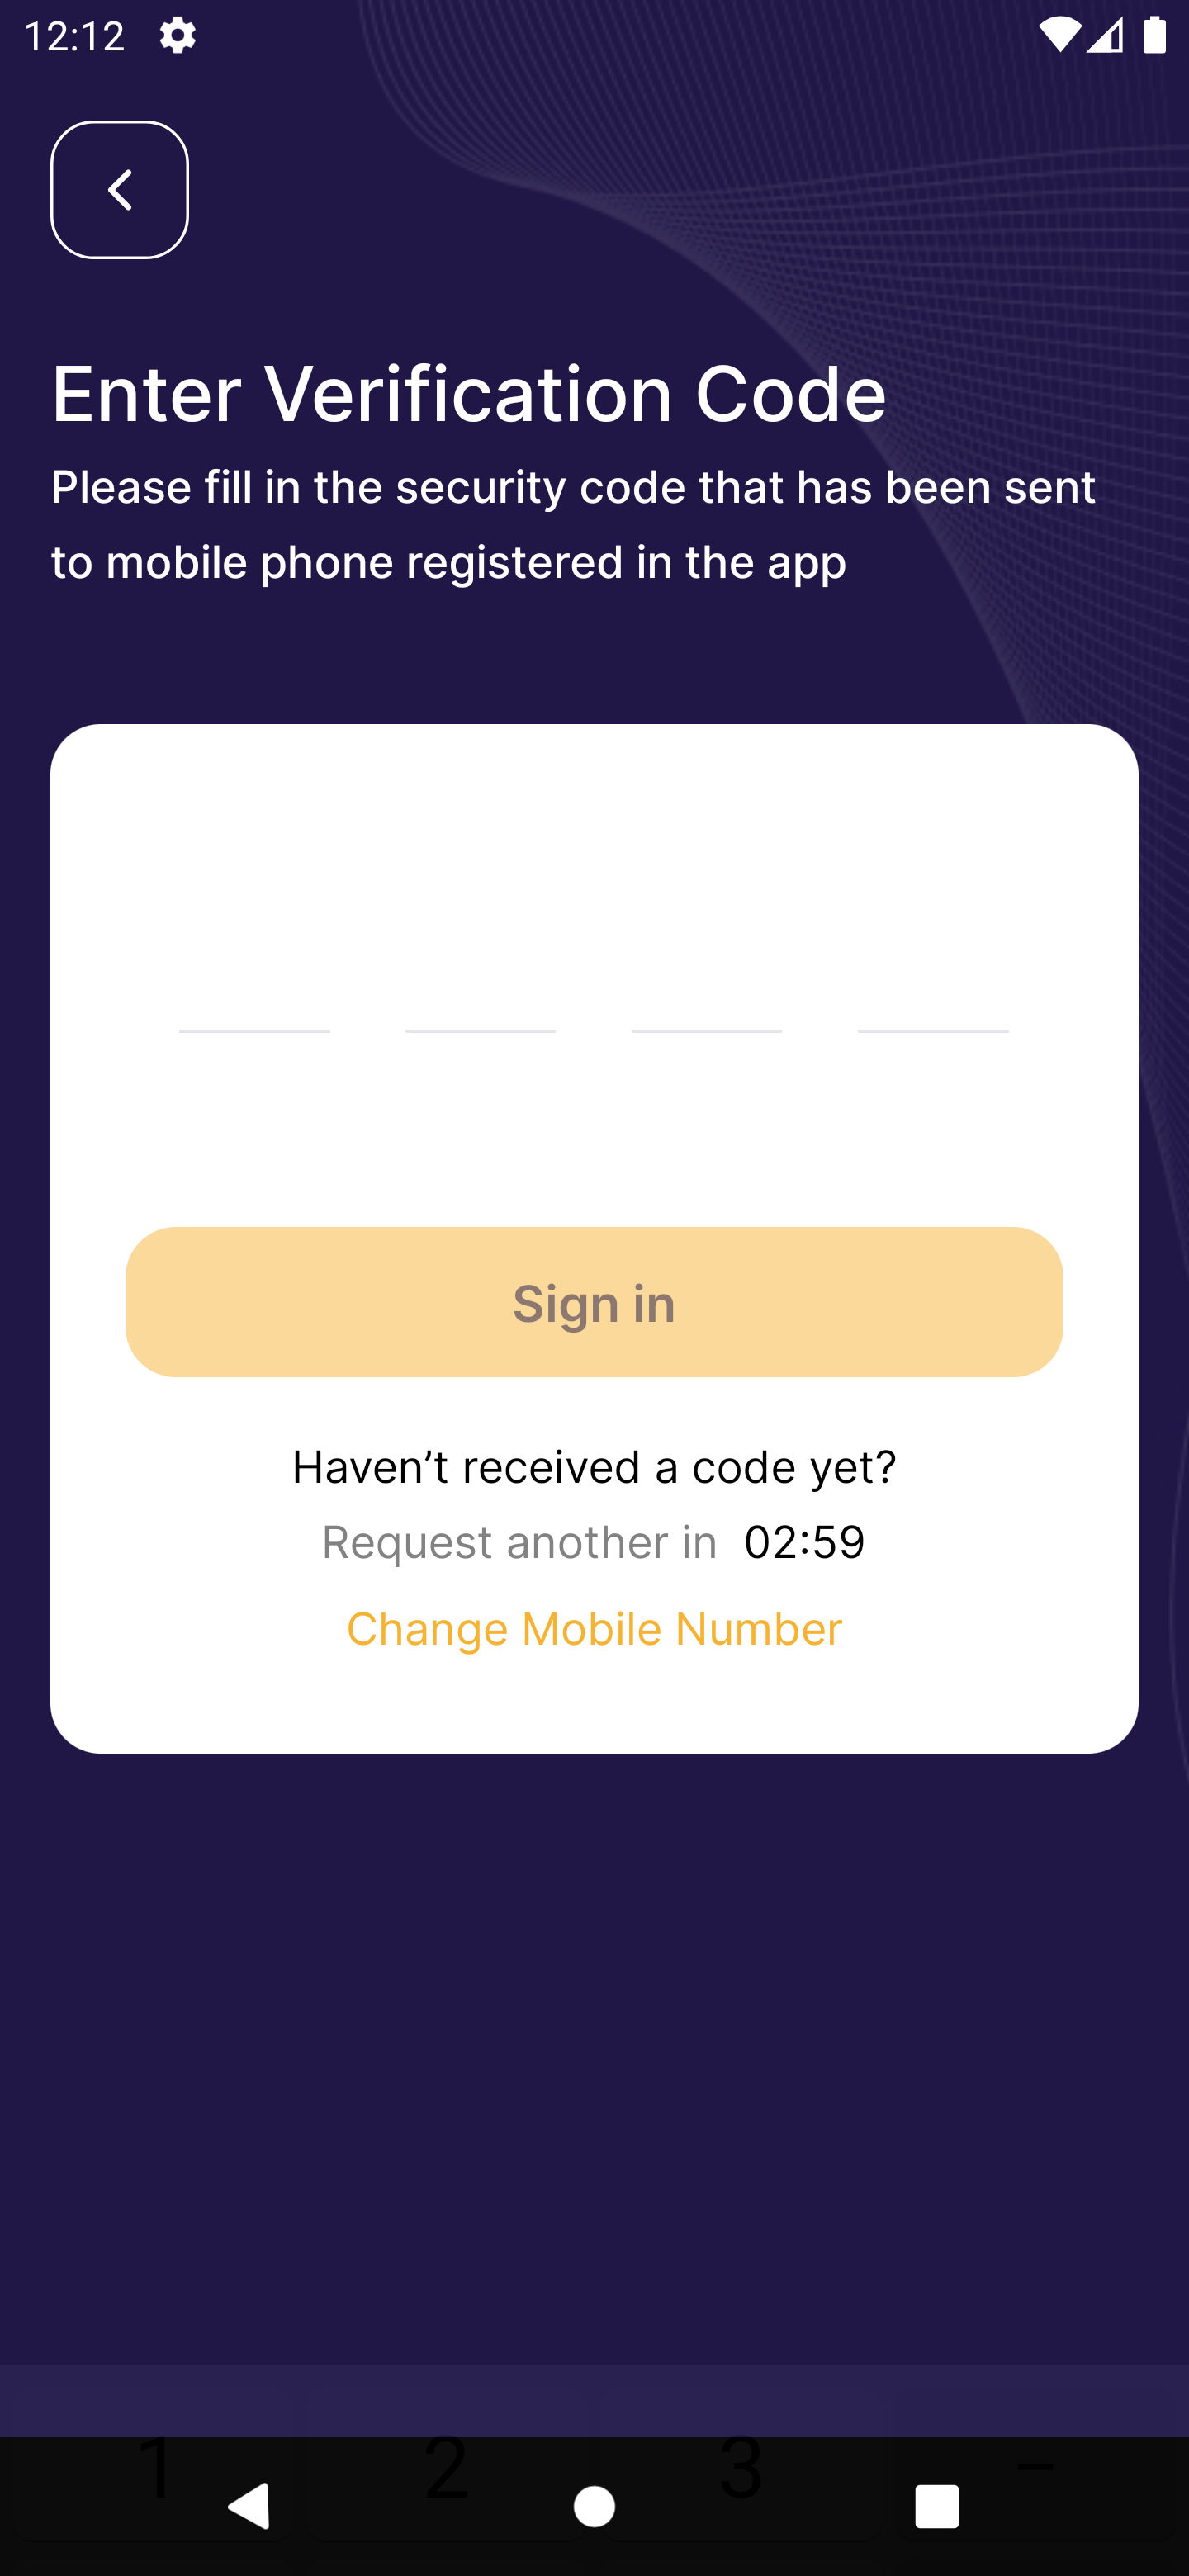 12:12
Enter Verification Code
Please fill in the security code that has been sent
to mobile phone registered in the app
Sign in
Haven’t received a code yet?
Request another in 02:59
Change Mobile Number
1 2 3 –